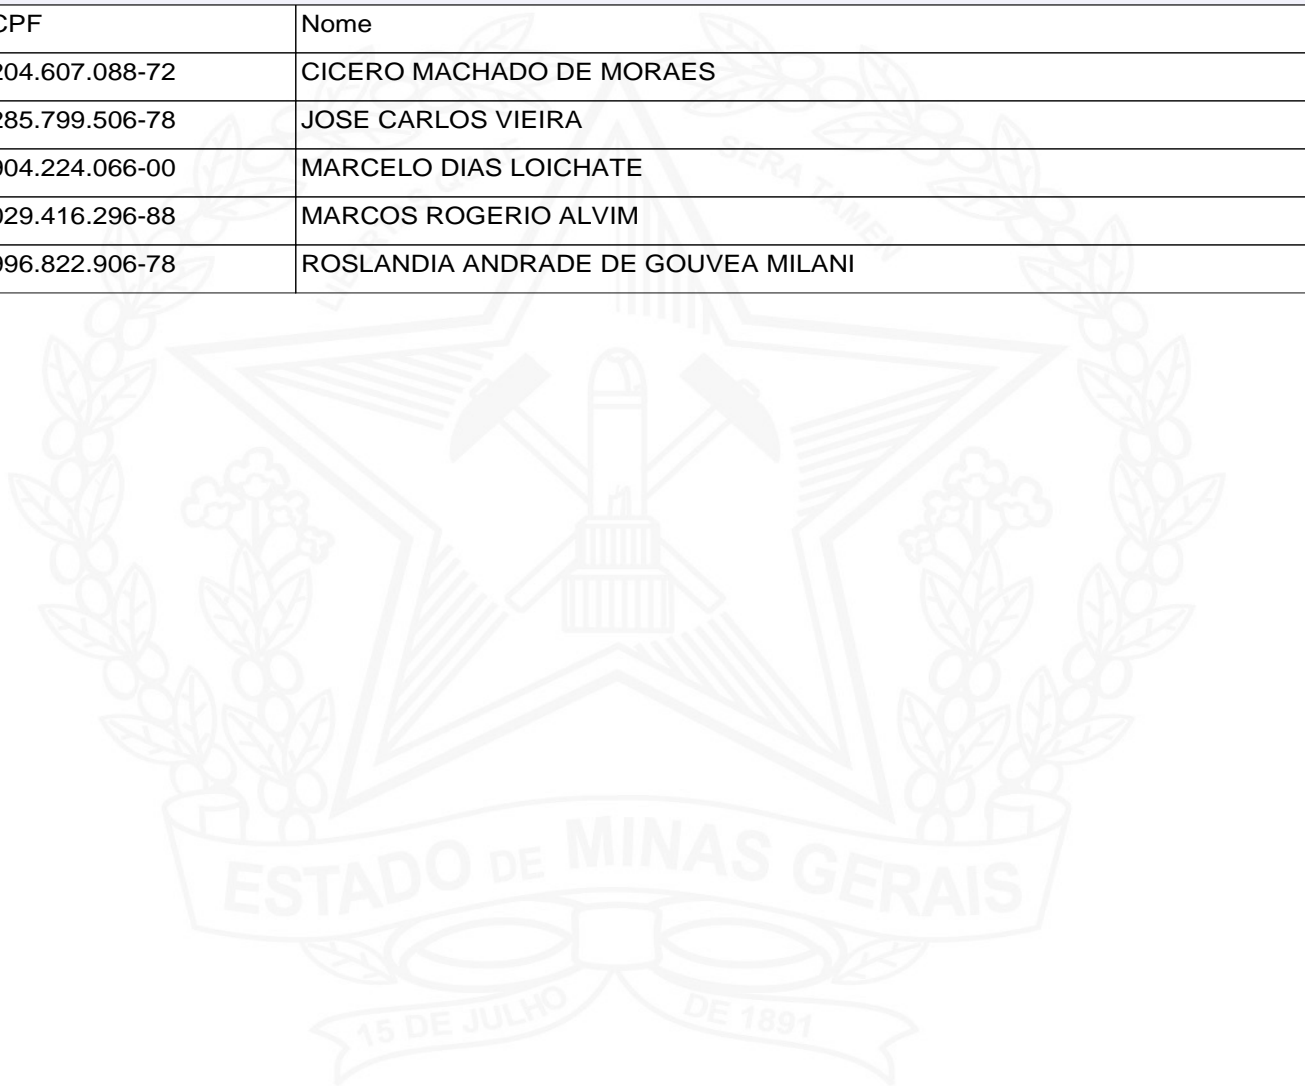 CPF Nome
204.607.088-72 CICERO MACHADO DE MORAES
285.799.506-78 JOSE CARLOS VIEIRA
904.224.066-00 MARCELO DIAS LOICHATE
029.416.296-88 MARCOS ROGERIO ALVIM
996.822.906-78 ROSLANDIA ANDRADE DE GOUVEA MILANI
SERA TAMEN
ESTADO DE MINAS GERAIS
15 DE JULHO DE 1891